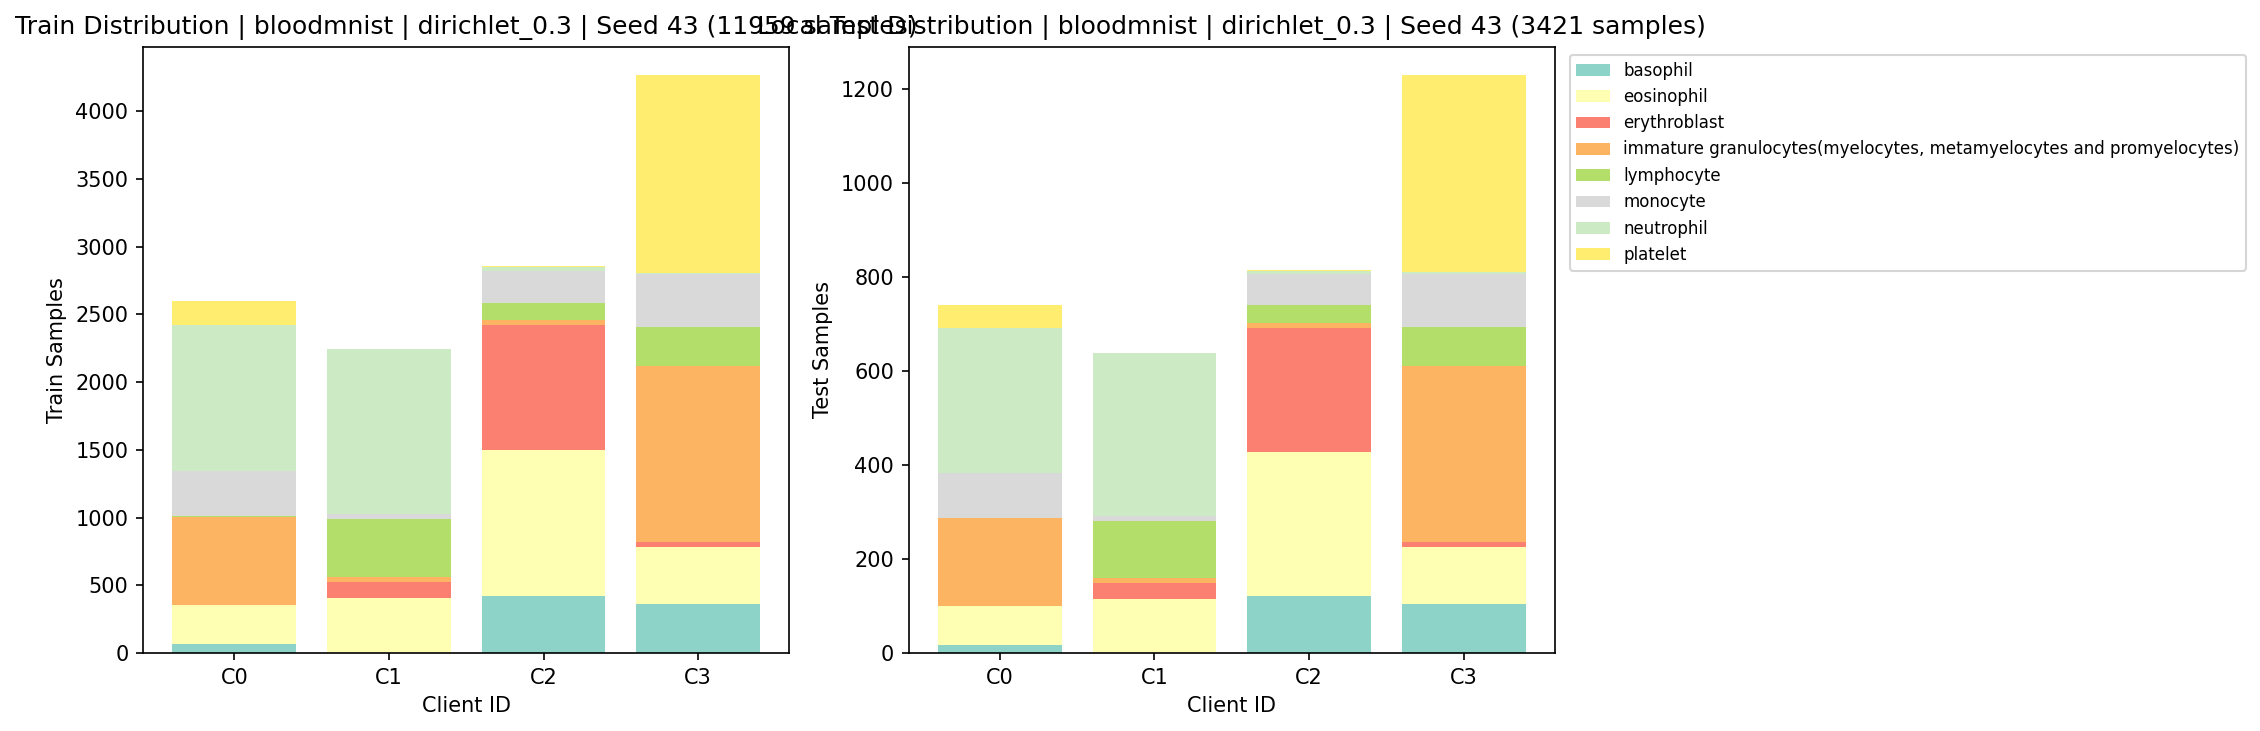 Train Distribution | bloodmnist | dirichlet_0.3 | Seed 43 (11959 samples)
Local Test Distribution | bloodmnist | dirichlet_0.3 | Seed 43 (3421 samples)
Train Samples
4000
3500
3000
2500
2000
1500
1000
500
0
C0 C1 C2 C3
Client ID
Test Samples
1200
1000
800
600
400
200
0
C0 C1 C2 C3
Client ID
basophil
eosinophil
erythroblast
immature granulocytes(myelocytes, metamyelocytes and promyelocytes)
lymphocyte
monocyte
neutrophil
platelet